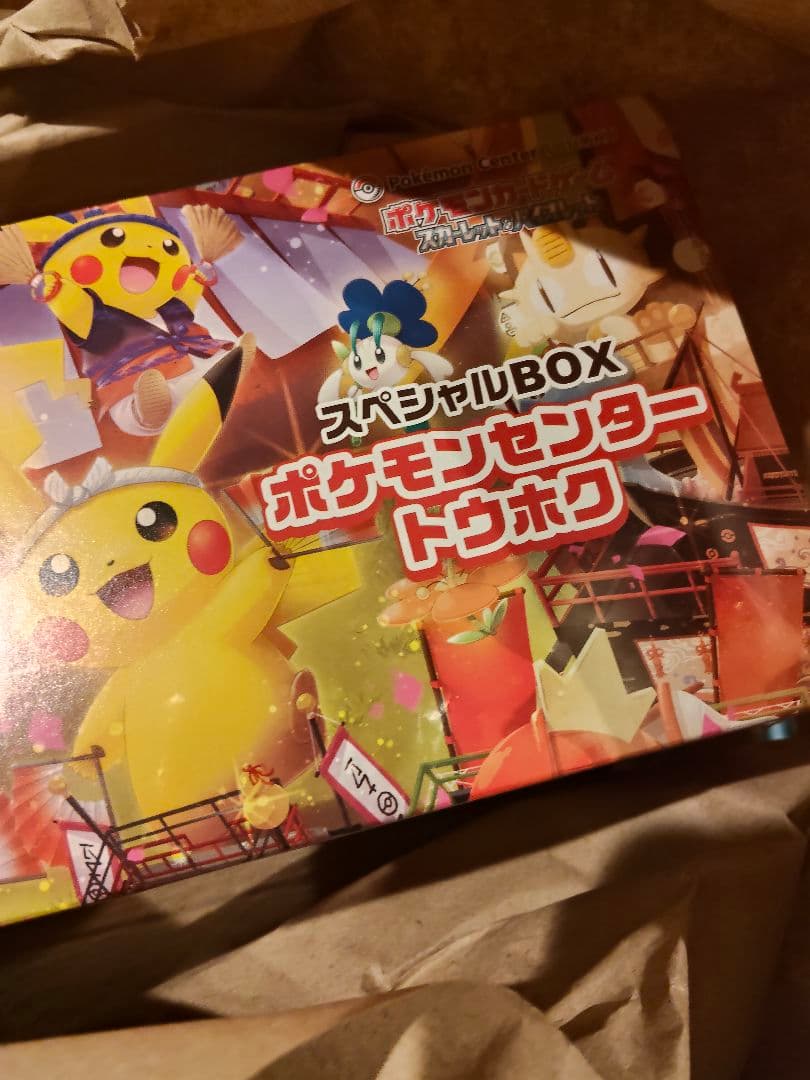 Pokémon Center
ポケモンカードゲーム
スカーレット&バイオレット
スペシャルBOX
ポケモンセンター
トウホク